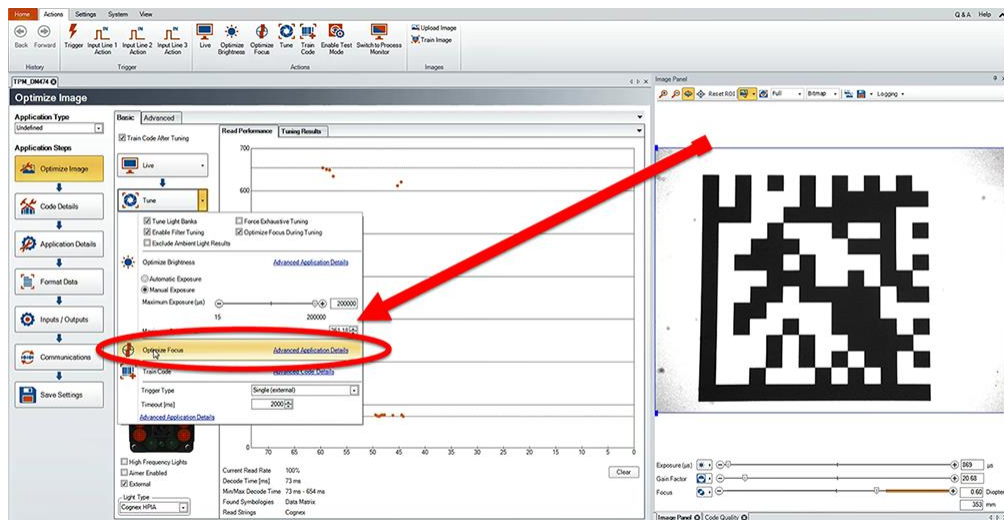 Home Actions Settings System View Q & A Help
Back Forward Trigger Input Line 1 Action Input Line 2 Action Input Line 3 Action Live Optimize Brightness Optimize Focus Tune Train Code Enable Test Mode Switch to Process Monitor Upload Image
Train Image
History Trigger Actions Images
TPM_DM474
Optimize Image
Application Type
Undefined
Application Steps
Optimize Image
Code Details
Application Details
Format Data
Inputs / Outputs
Communications
Save Settings
Basic Advanced
Train Code After Tuning
Live
Tune
Tune Light Banks Force Exhaustive Tuning
Enable Filter Tuning Optimize Focus During Tuning
Exclude Ambient Light Results
Optimize Brightness Advanced Application Details
Automatic Exposure
Manual Exposure
Maximum Exposure (µs) 200000
15 200000
Optimize Focus Advanced Application Details
Train Code Advanced Code Details
Trigger Type Single (external)
Timeout [ms] 2000
Advanced Application Details
High Frequency Lights
Aimer Enabled
External
Light Type
Cognex HPIA
Read Performance Tuning Results
700
600
0
70 65 60 55 50 45 40 35 30 25 20 15 10 5 0
Current Read Rate 100%
Decode Time [ms] 73 ms
Min/Max Decode Time 73 ms - 654 ms
Found Symbologies Data Matrix
Read Strings Cognex
Clear
Image Panel
Reset ROI Full Bitmap Logging
Exposure (µs) 869 µs
Gain Factor 20.68
Focus 0.60 Diopter
353 mm
Image Panel Code Quality